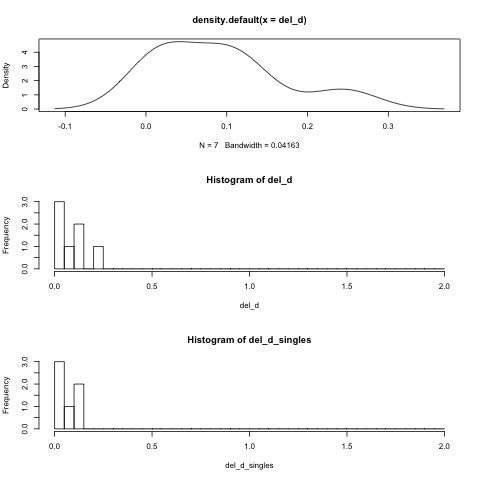 density.default(x = del_d)
Density
0 1 2 3 4
-0.1 0.0 0.1 0.2 0.3
N = 7 Bandwidth = 0.04163
Histogram of del_d
Frequency
0.0 1.0 2.0 3.0
0.0 0.5 1.0 1.5 2.0
del_d
Histogram of del_d_singles
Frequency
0.0 1.0 2.0 3.0
0.0 0.5 1.0 1.5 2.0
del_d_singles